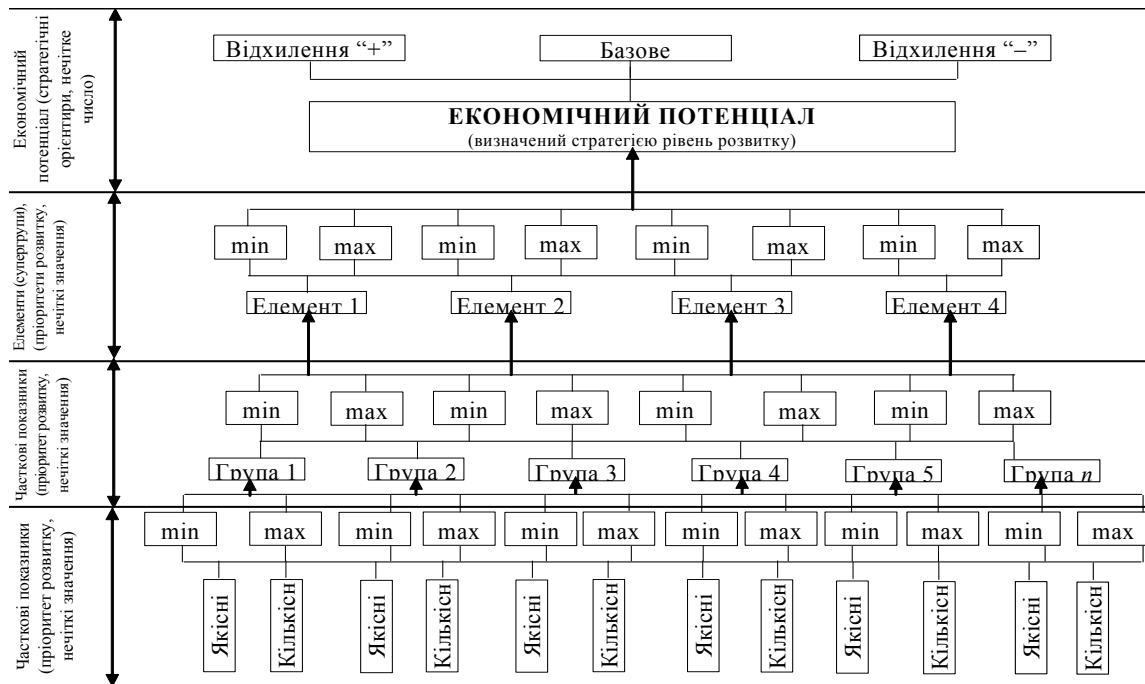 Економічний
потенціал (стратегічні
орієнтири, нечітке
число)
Відхилення “+”
Базове
Відхилення “–”
ЕКОНОМІЧНИЙ ПОТЕНЦІАЛ
(визначений стратегією рівень розвитку)
Елементи (супергрупи),
(пріоритети розвитку,
нечіткі значення)
min max min max min max min max
Елемент 1 Елемент 2 Елемент 3 Елемент 4
Часткові показники
(пріоритет розвитку,
нечіткі значення)
min max min max min max min max
Група 1 Група 2 Група 3 Група 4 Група 5 Група n
Часткові показники
(пріоритет розвитку,
нечіткі значення)
min max min max min max min max min max min max
Якісні Кількісн Якісні Кількісн Якісні Кількісн Якісні Кількісн Якісні Кількісн Якісні Кількісн